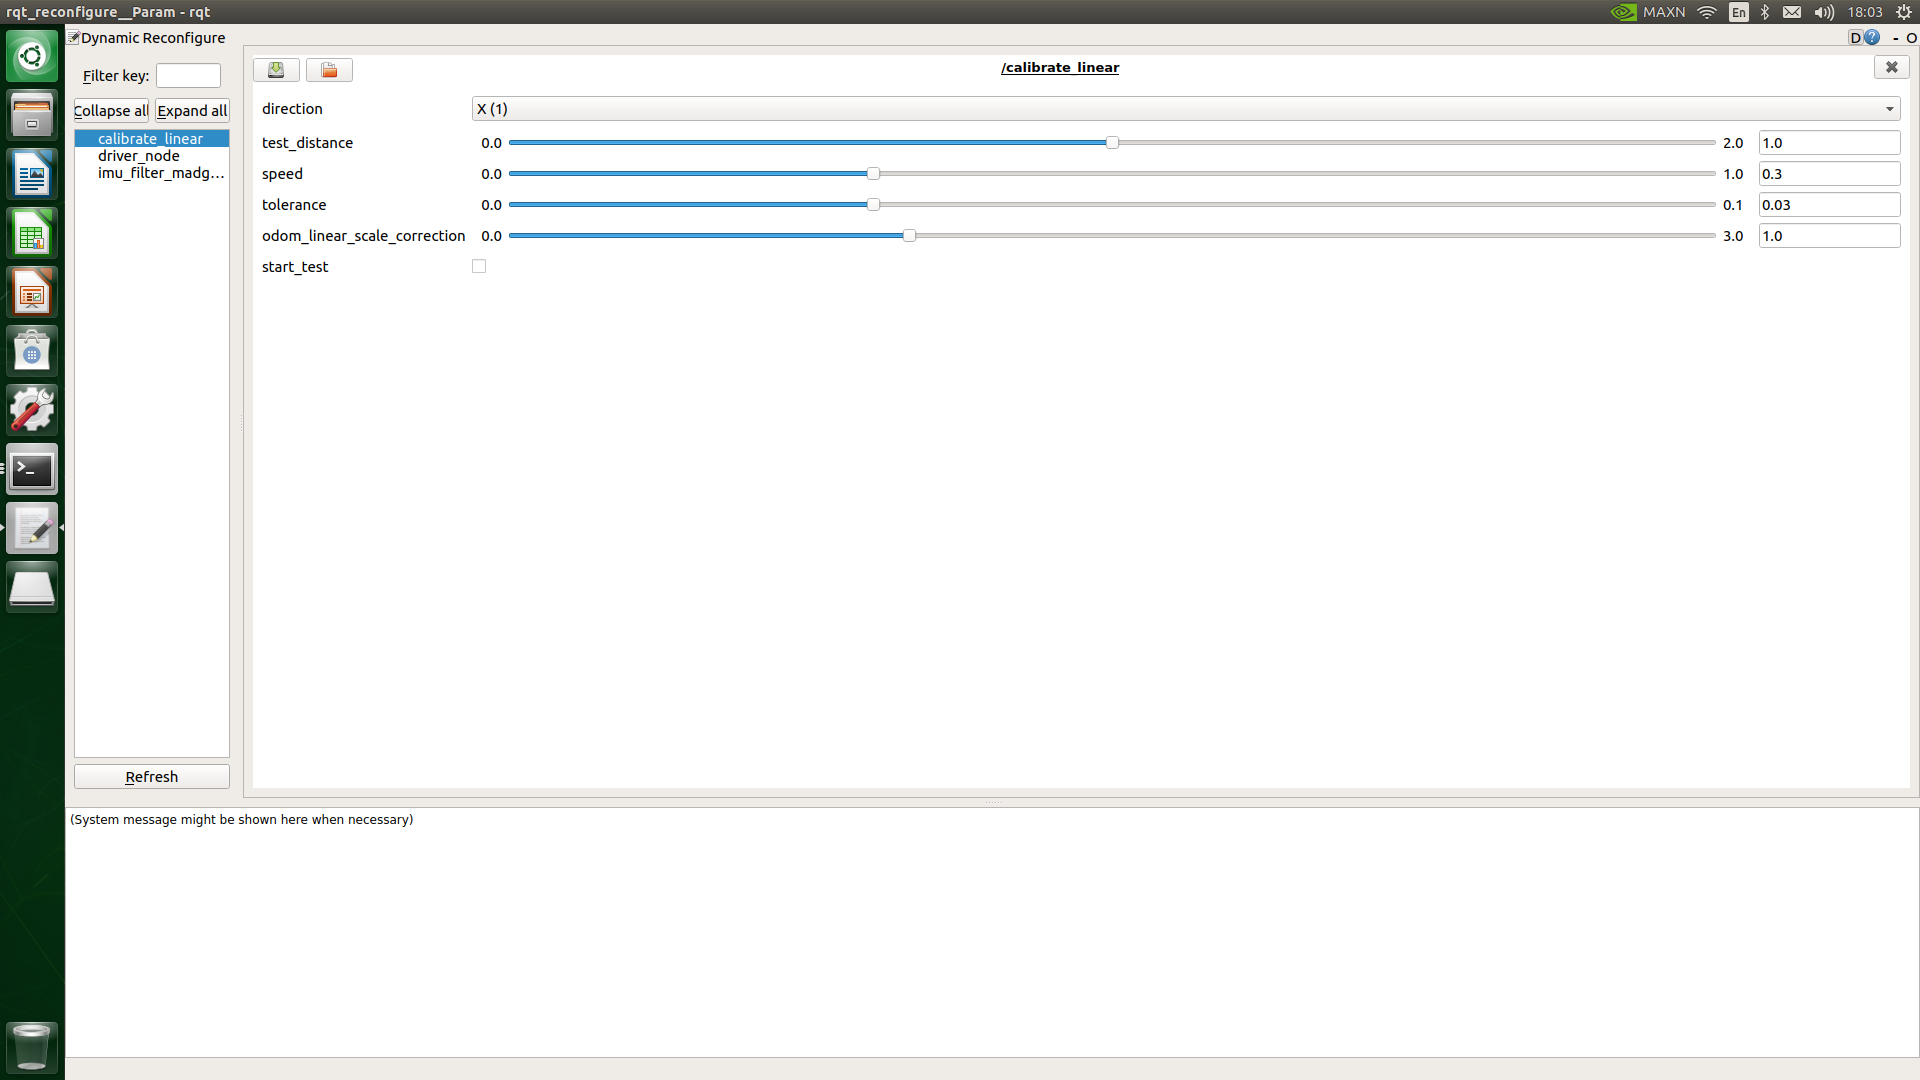 rqt_reconfigure__Param - rqt
MAXN
En
18:03
Dynamic Reconfigure
D
?
- O
Filter key:
Collapse all
Expand all
calibrate_linear
driver_node
imu_filter_madg...
Refresh
/calibrate_linear
direction
X (1)
test_distance 0.0 2.0 1.0
speed 0.0 1.0 0.3
tolerance 0.0 0.1 0.03
odom_linear_scale_correction 0.0 3.0 1.0
start_test
(System message might be shown here when necessary)